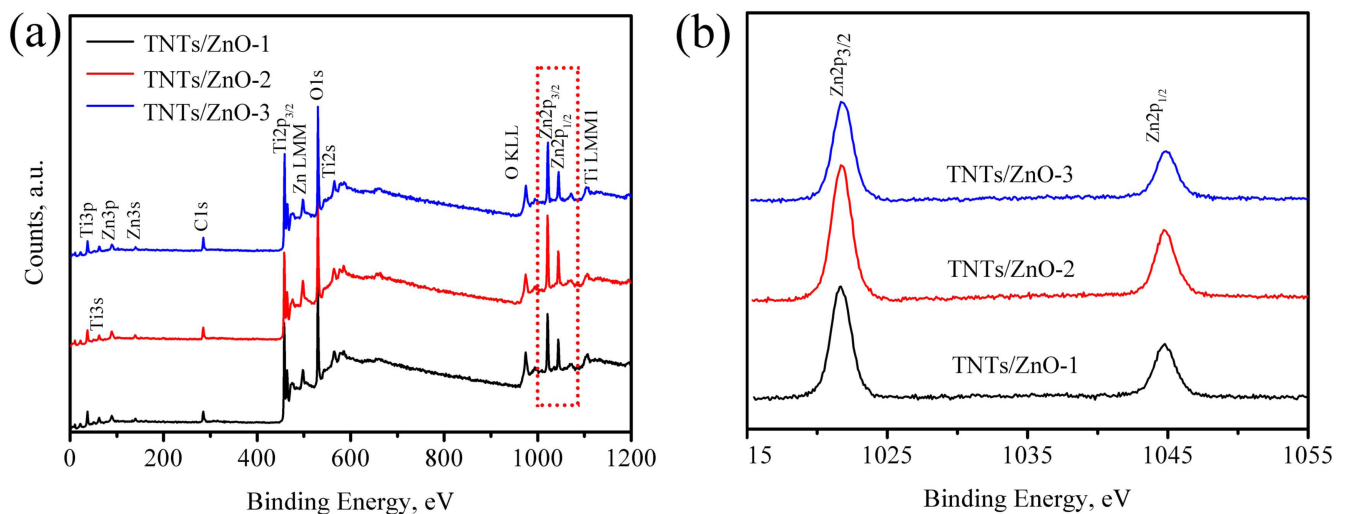 (a)
TNTs/ZnO-1
TNTs/ZnO-2
TNTs/ZnO-3
Counts, a.u.
Ti3p
Ti3s
Zn3p
Zn3s
C1s
Ti2p3/2
Zn LMM
O1s
Ti2s
O KLL
Zn2p3/2
Zn2p1/2
Ti LMM1
0 200 400 600 800 1000 1200
Binding Energy, eV
(b)
Zn2p3/2
Zn2p1/2
TNTs/ZnO-3
TNTs/ZnO-2
TNTs/ZnO-1
15 1025 1035 1045 1055
Binding Energy, eV